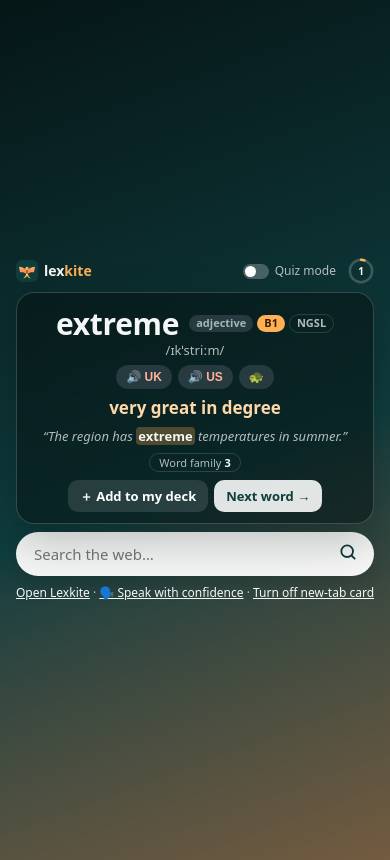 lexkite
Quiz mode
1
extreme adjective B1 NGSL
/ɪk'striːm/
UK US
very great in degree
“The region has extreme temperatures in summer.”
Word family 3
+ Add to my deck Next word →
Search the web...
Open Lexkite · Speak with confidence · Turn off new-tab card